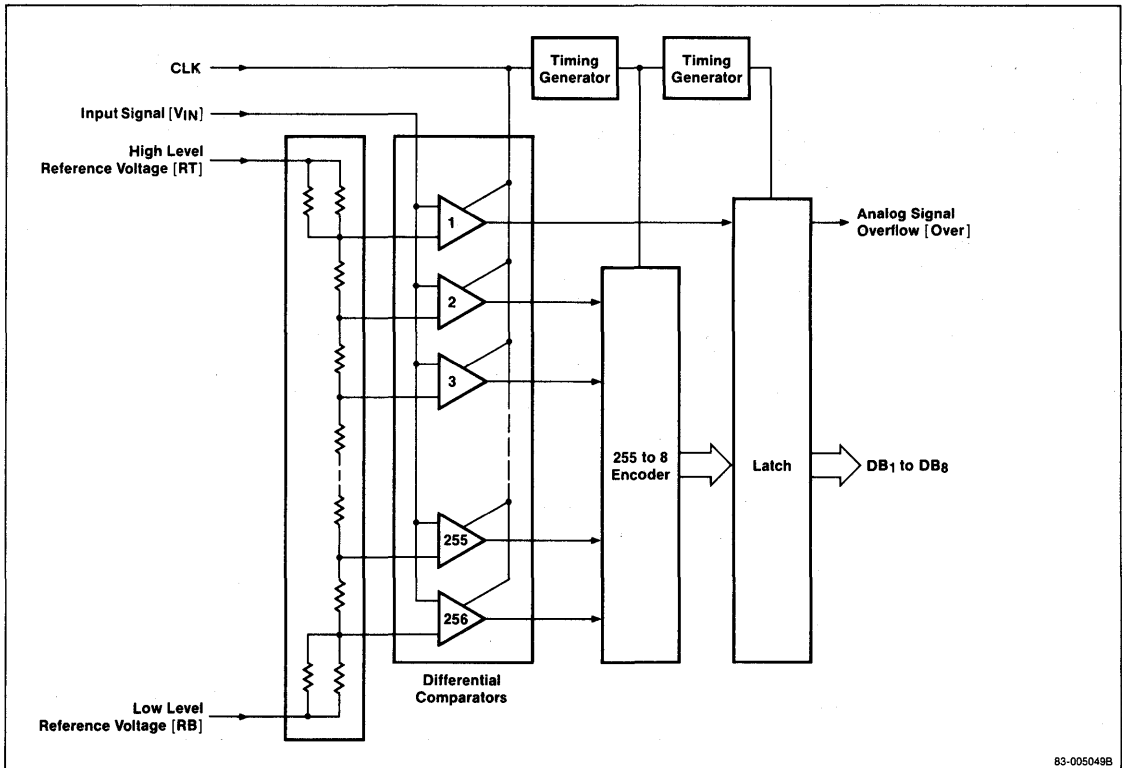 CLK
Timing
Generator
Timing
Generator
Input Signal [VIN]
High Level
Reference Voltage [RT]
1
Analog Signal
Overflow [Over]
2
3
255 to 8
Encoder
Latch
DB1 to DB8
255
256
Differential
Comparators
Low Level
Reference Voltage [RB]
83-005049B